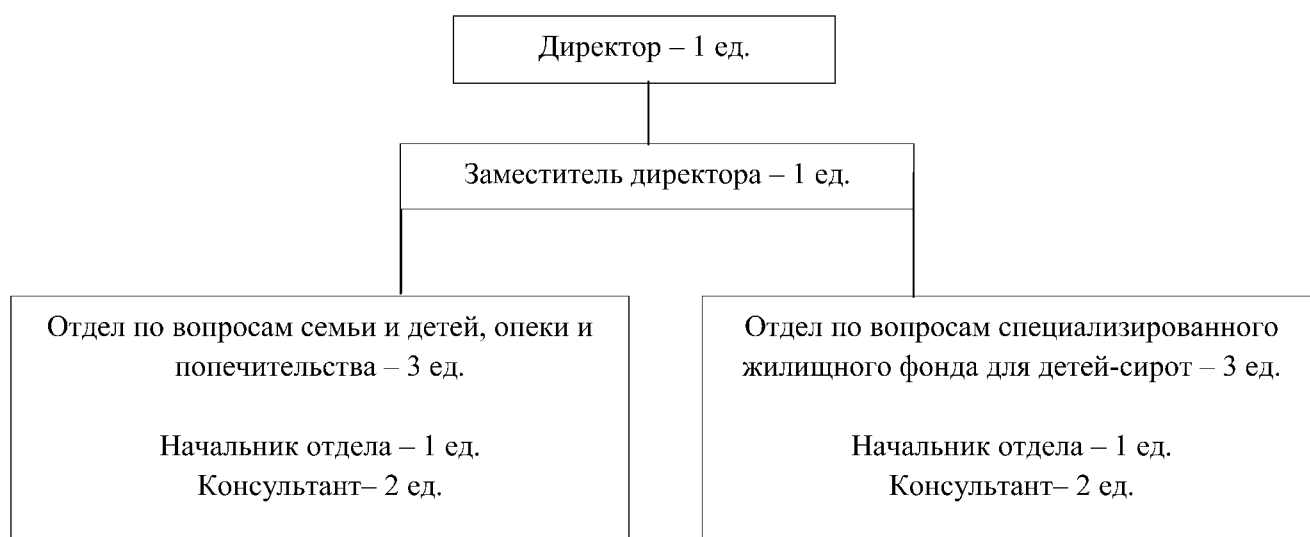 Директор – 1 ед.
Заместитель директора – 1 ед.
Отдел по вопросам семьи и детей, опеки и
попечительства – 3 ед.
Начальник отдела – 1 ед.
Консультант– 2 ед.
Отдел по вопросам специализированного
жилищного фонда для детей-сирот – 3 ед.
Начальник отдела – 1 ед.
Консультант– 2 ед.